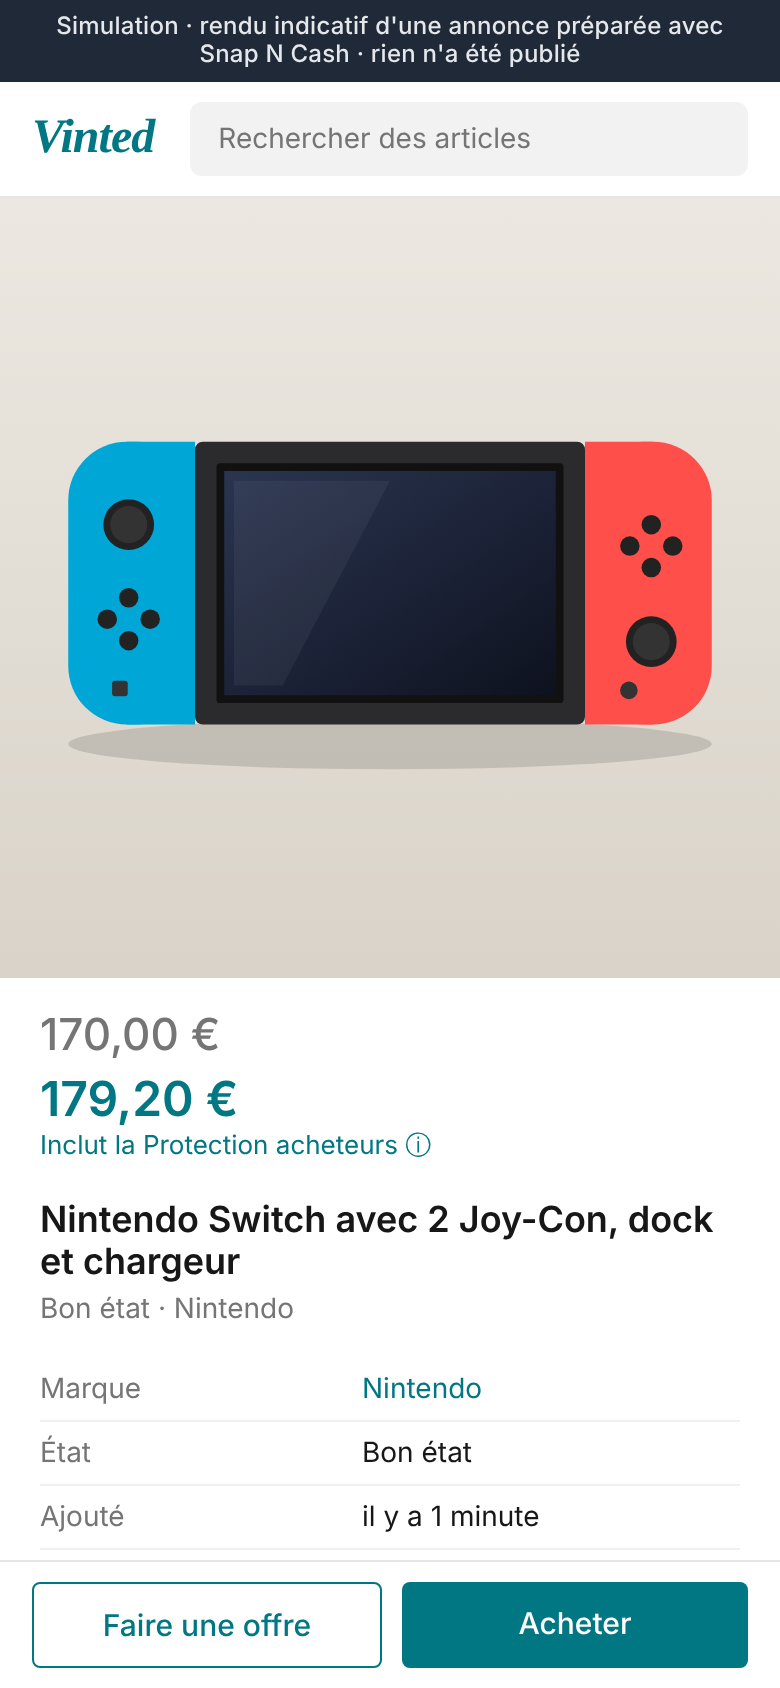 Simulation · rendu indicatif d'une annonce préparée avec
Snap N Cash · rien n'a été publié
Vinted
Rechercher des articles
170,00 €
179,20 €
Inclut la Protection acheteurs ⓘ
Nintendo Switch avec 2 Joy-Con, dock
et chargeur
Bon état · Nintendo
Marque Nintendo
État Bon état
Ajouté il y a 1 minute
Faire une offre Acheter